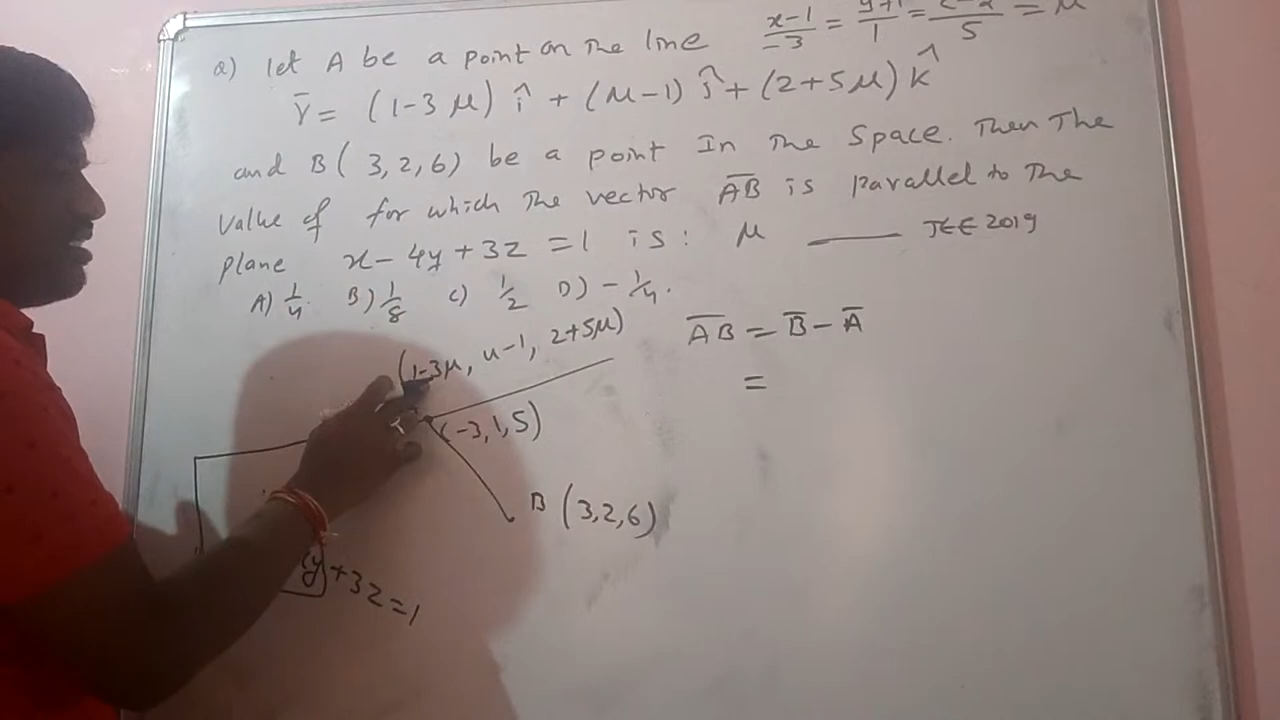 Q) let A be a point on the line x-1/-3 = y+1/1 = z-2/5 = μ
r̄ = (1-3μ) î + (μ-1) ĵ + (2+5μ) k̂
and B ( 3, 2, 6) be a point In the Space. Then The
Value of for which The vector A̅B̅ is parallel to The
plane x - 4y + 3z = 1 is : μ —— JEE 2019
A) 1/4. B) 1/8 C) 1/2 D) - 1/4.
(1-3μ, μ-1, 2+5μ)
A̅B̅ = B̅ - A̅
=
(-3, 1, 5)
B (3,2,6)
y+3z=1